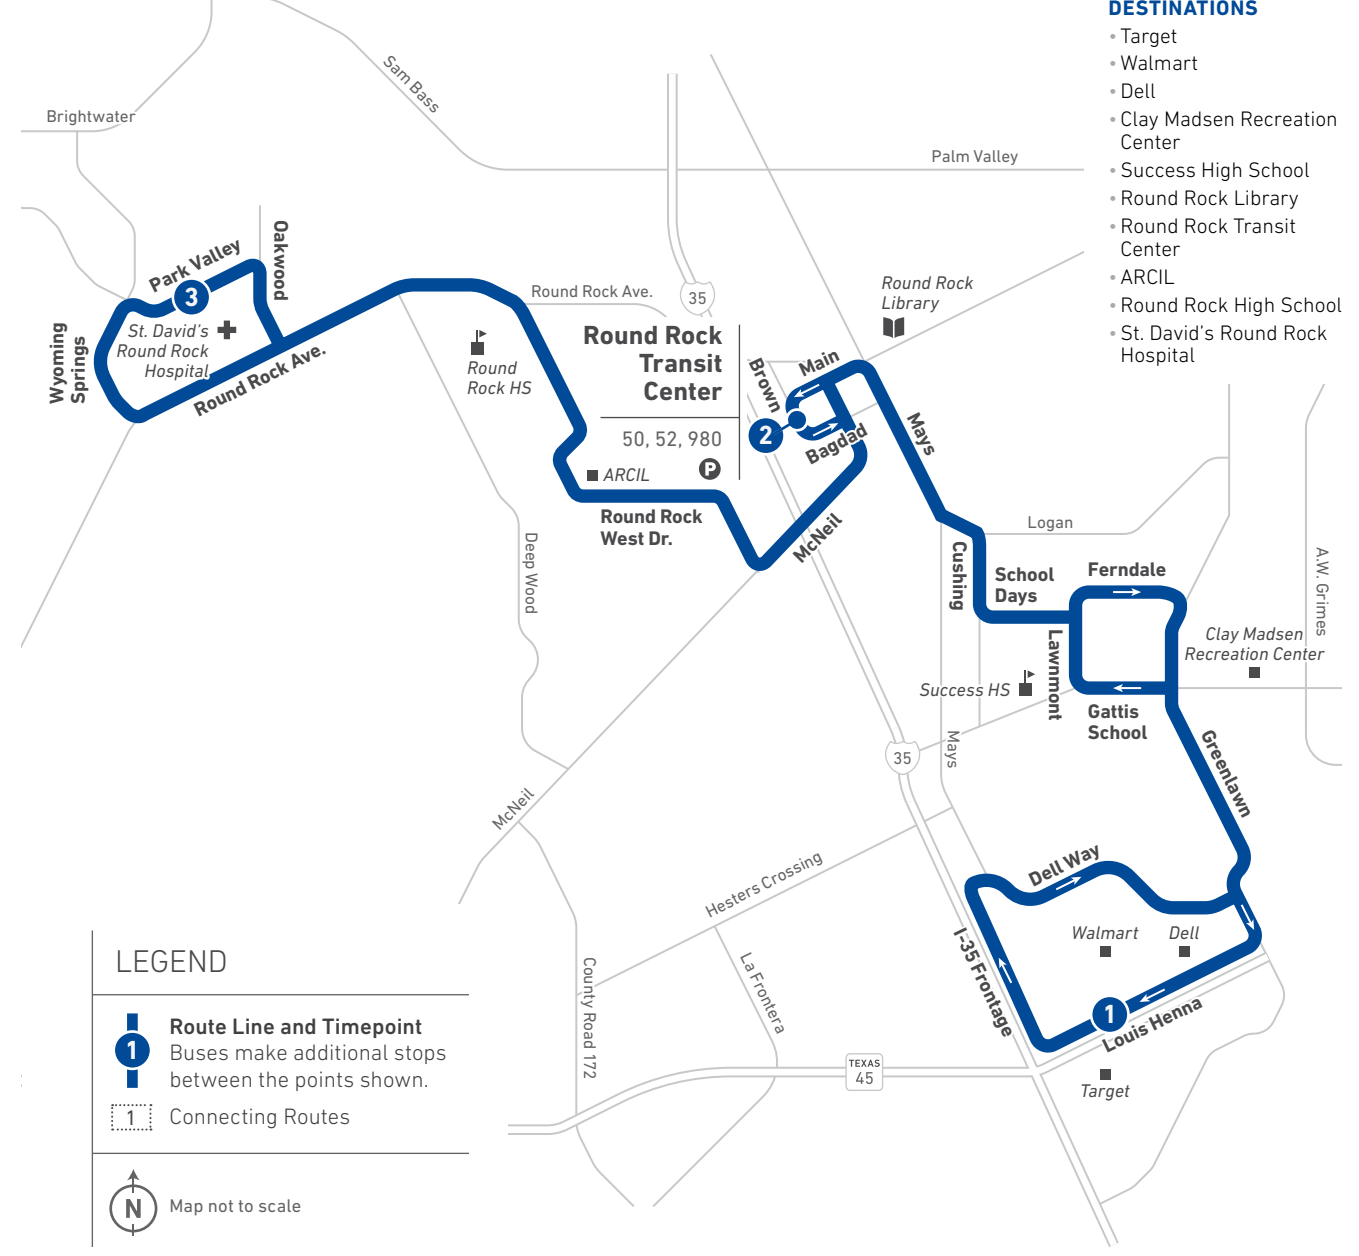 DESTINATIONS
• Target
• Walmart
• Dell
• Clay Madsen Recreation
Center
• Success High School
• Round Rock Library
• Round Rock Transit
Center
• ARCIL
• Round Rock High School
• St. David's Round Rock
Hospital
Sam Bass
Brightwater
Palm Valley
Oakwood
Park Valley
3
St. David's
Round Rock
Hospital
Wyoming
Springs
Round Rock Ave.
Round Rock Ave.
35
Round Rock
Library
Round Rock
Transit
Center
50, 52, 980
P
Round
Rock HS
ARCIL
Round Rock
West Dr.
Brown
Main
2
Bagdad
Mays
McNeil
Deep Wood
Logan
Cushing
School
Days
Ferndale
A.W. Grimes
Clay Madsen
Recreation Center
Lawnmont
Success HS
Gattis
School
Mays
35
Greenlawn
McNeil
Hesters Crossing
Dell Way
Walmart
Dell
I-35 Frontage
1
Louis Henna
Target
La Frontera
County Road 172
TEXAS
45
LEGEND
1
Route Line and Timepoint
Buses make additional stops
between the points shown.
1
Connecting Routes
N
Map not to scale